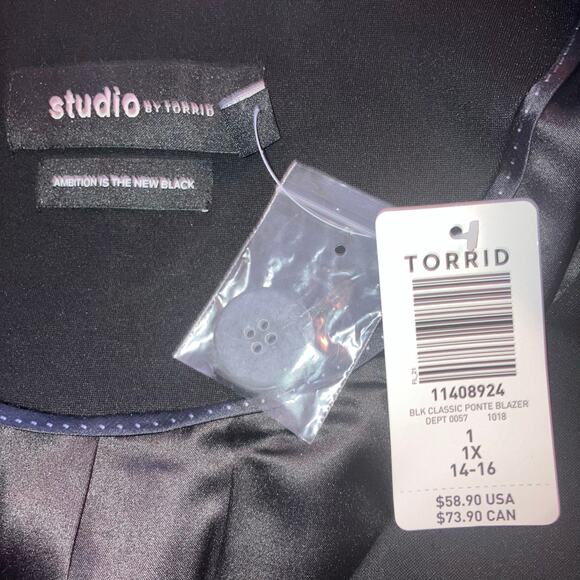 studio BY TORRID
AMBITION IS THE NEW BLACK
TORRID
FL_21
11408924
BLK CLASSIC PONTE BLAZER
DEPT 0057 1018
1
1X
14-16
$58.90 USA
$73.90 CAN